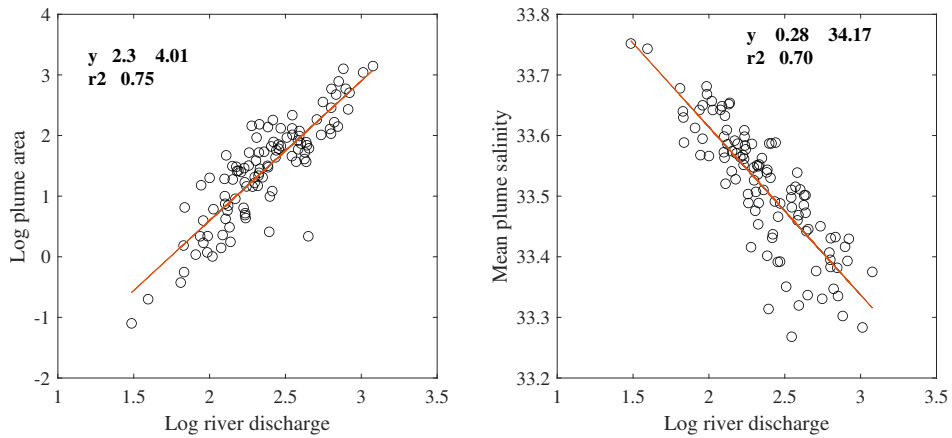 y 2.3 4.01
r2 0.75
4
3
2
1
0
-1
-2
1 1.5 2 2.5 3 3.5
Log river discharge
Log plume area
y 0.28 34.17
r2 0.70
33.8
33.7
33.6
33.5
33.4
33.3
33.2
1 1.5 2 2.5 3 3.5
Log river discharge
Mean plume salinity